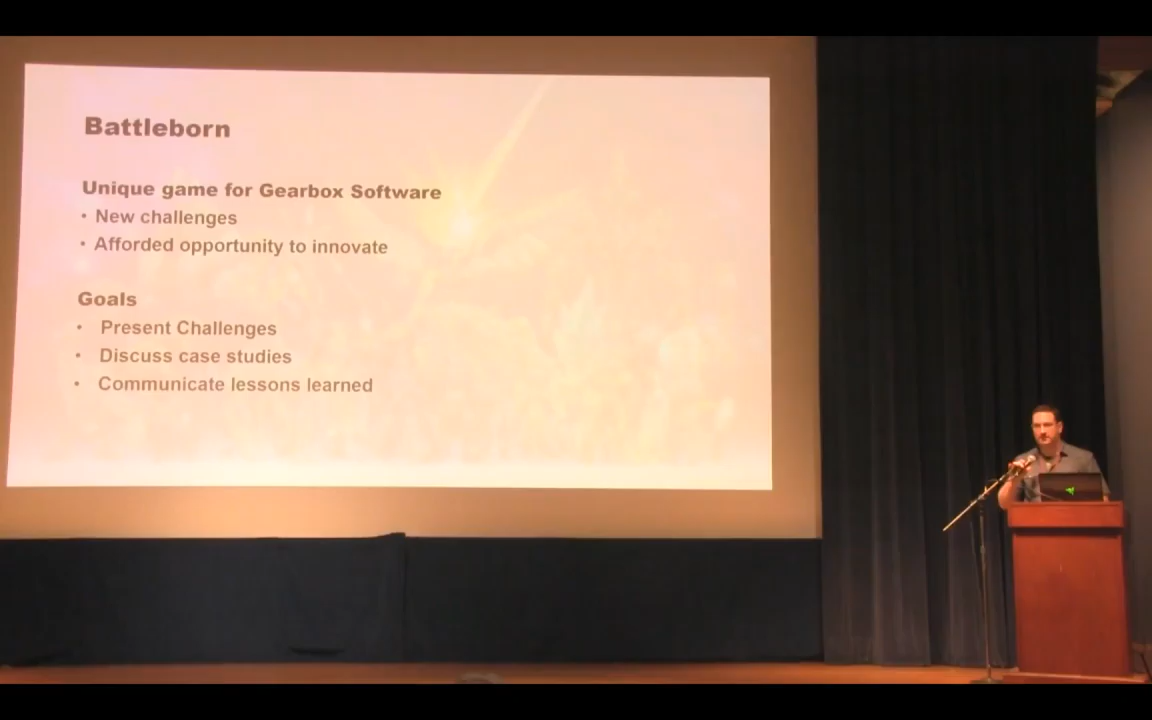 Battleborn
Unique game for Gearbox Software
• New challenges
• Afforded opportunity to innovate
Goals
• Present Challenges
• Discuss case studies
• Communicate lessons learned